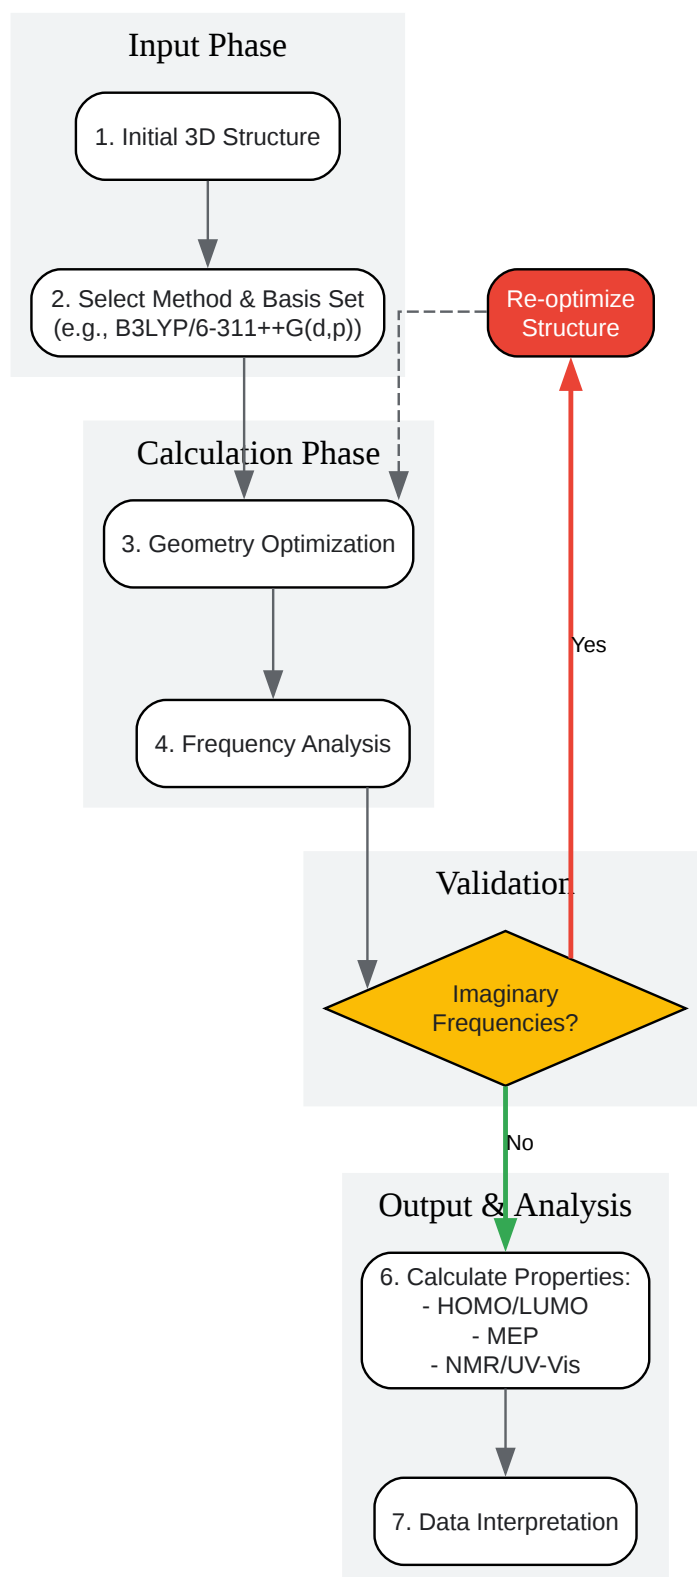 Input Phase
1. Initial 3D Structure
2. Select Method & Basis Set
(e.g., B3LYP/6-311++G(d,p))
Re-optimize
Structure
Calculation Phase
3. Geometry Optimization
Yes
4. Frequency Analysis
Validation
Imaginary
Frequencies?
No
Output & Analysis
6. Calculate Properties:
- HOMO/LUMO
- MEP
- NMR/UV-Vis
7. Data Interpretation